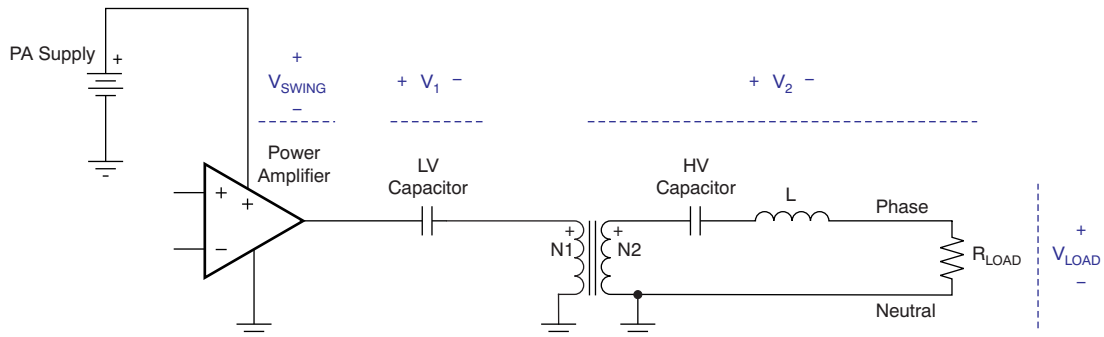 PA Supply
+
+
V_SWING
−
+ V_1 −
+ V_2 −
Power
Amplifier
LV
Capacitor
HV
Capacitor
L
Phase
+
+
−
+
N1
+
N2
R_LOAD
+
V_LOAD
−
Neutral